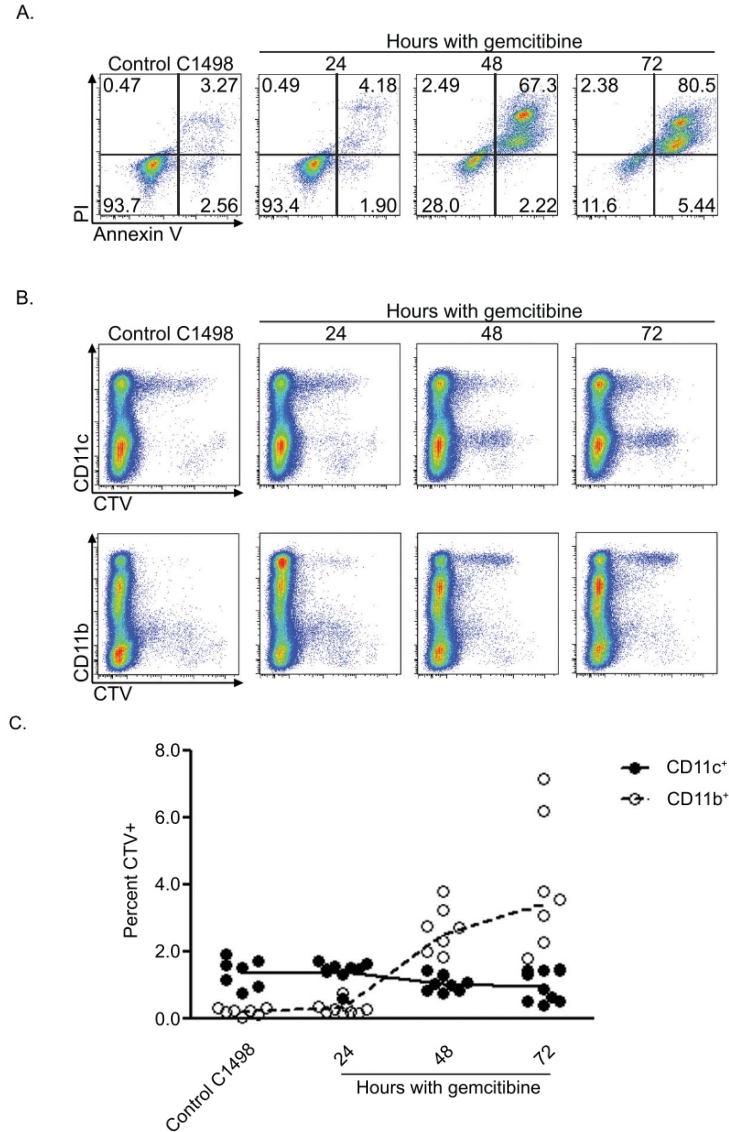 A.
Hours with gemcitibine
Control C1498 24 48 72
0.47 3.27 0.49 4.18 2.49 67.3 2.38 80.5
93.7 2.56 93.4 1.90 28.0 2.22 11.6 5.44
PI
Annexin V
B.
Hours with gemcitibine
Control C1498 24 48 72
CD11c
CTV
CD11b
CTV
C.
8.0
6.0
4.0
2.0
0.0
Percent CTV+
CD11c+
CD11b+
Control C1498 24 48 72
Hours with gemcitibine